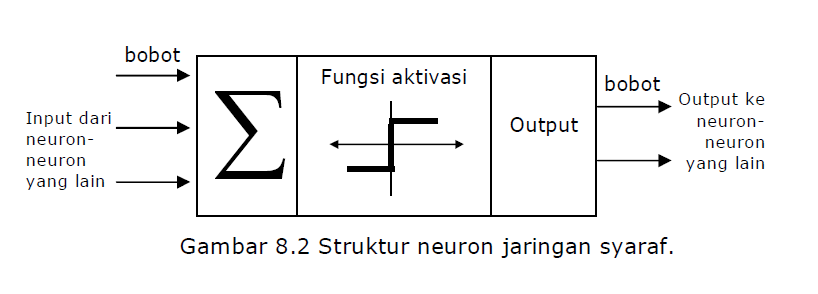 bobot
Input dari
neuron-
neuron
yang lain
∑
Fungsi aktivasi
Output
bobot
Output ke
neuron-
neuron
yang lain
Gambar 8.2 Struktur neuron jaringan syaraf.